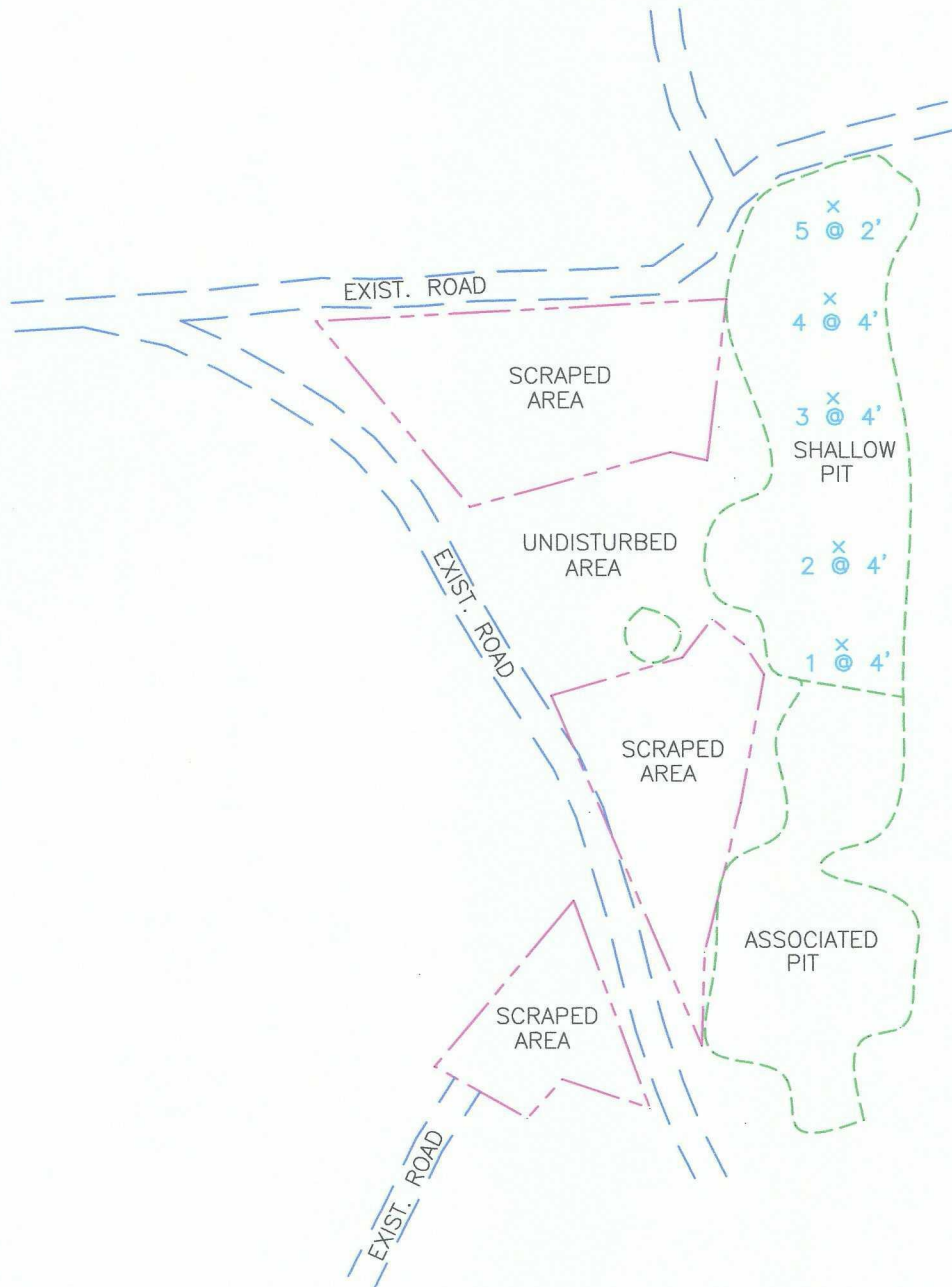 ×
5 @ 2'
EXIST. ROAD
×
4 @ 4'
SCRAPED
AREA
×
3 @ 4'
SHALLOW
PIT
UNDISTURBED
AREA
×
2 @ 4'
EXIST. ROAD
×
1 @ 4'
SCRAPED
AREA
ASSOCIATED
PIT
SCRAPED
AREA
EXIST. ROAD